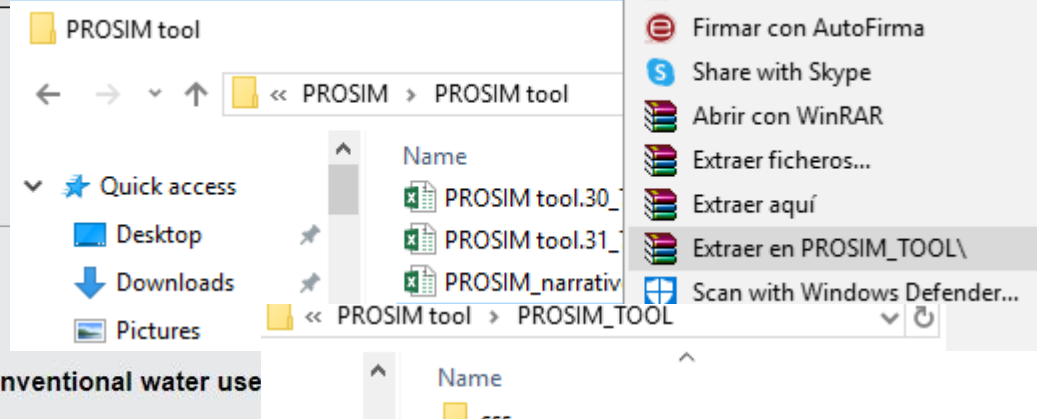 PROSIM tool
« PROSIM > PROSIM tool
Name
Quick access
PROSIM tool.30_
Desktop
PROSIM tool.31_
Downloads
PROSIM_narrativ
Pictures
Firmar con AutoFirma
Share with Skype
Abrir con WinRAR
Extraer ficheros...
Extraer aquí
Extraer en PROSIM_TOOL\
Scan with Windows Defender...
« PROSIM tool > PROSIM_TOOL
nventional water use
Name